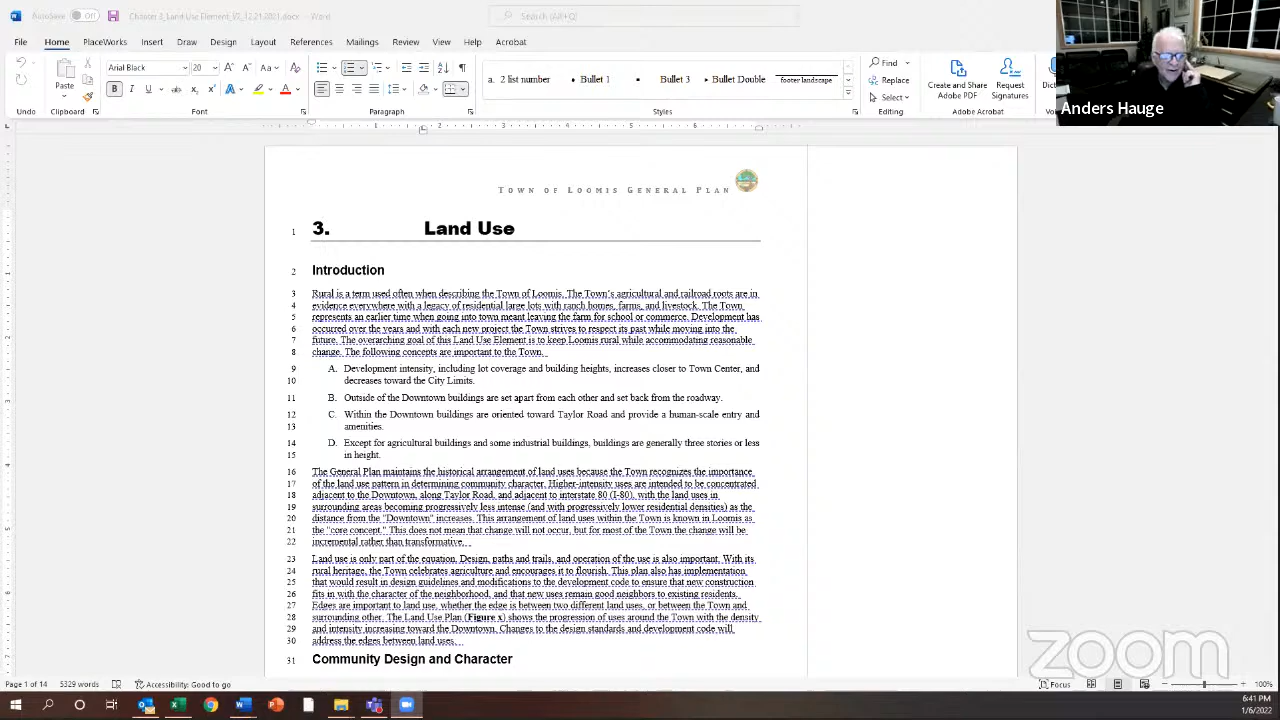 Chapter 3_Land Use Element_V2_12.21.2001.docx - Word
Search (Alt+Q)
File Home PlaceWorks Insert Draw Design Layout References Mailings Review View Help Acrobat
Arial Black 20
Paste
Find
Replace
Select
a. 2 list number • Bullet 1 Bullet 3 Bullet Double footer landscape
Create and Share Adobe PDF
Request Signatures
Undo Clipboard Font Paragraph Styles Editing Adobe Acrobat
Anders Hauge
TOWN OF LOOMIS GENERAL PLAN
1 3. Land Use
2 Introduction
3 Rural is a term used often when describing the Town of Loomis. The Town's agricultural and railroad roots are in
4 evidence everywhere with a legacy of residential large lots with ranch homes, farms, and livestock. The Town
5 represents an earlier time when going into town meant leaving the farm for school or commerce. Development has
6 occurred over the years and with each new project the Town strives to respect its past while moving into the
7 future. The overarching goal of this Land Use Element is to keep Loomis rural while accommodating reasonable
8 change. The following concepts are important to the Town.
9 A. Development intensity, including lot coverage and building heights, increases closer to Town Center, and
10 decreases toward the City Limits.
11 B. Outside of the Downtown buildings are set apart from each other and set back from the roadway.
12 C. Within the Downtown buildings are oriented toward Taylor Road and provide a human-scale entry and
13 amenities.
14 D. Except for agricultural buildings and some industrial buildings, buildings are generally three stories or less
15 in height.
16 The General Plan maintains the historical arrangement of land uses because the Town recognizes the importance
17 of the land use pattern in determining community character. Higher-intensity uses are intended to be concentrated
18 adjacent to the Downtown, along Taylor Road, and adjacent to interstate 80 (I-80), with the land uses in
19 surrounding areas becoming progressively less intense (and with progressively lower residential densities) as the
20 distance from the "Downtown" increases. This arrangement of land uses within the Town is known in Loomis as
21 the "core concept." This does not mean that change will not occur, but for most of the Town the change will be
22 incremental rather than transformative.
23 Land use is only part of the equation. Design, paths and trails, and operation of the use is also important. With its
24 rural heritage, the Town celebrates agriculture and encourages it to flourish. This plan also has implementation
25 that would result in design guidelines and modifications to the development code to ensure that new construction
26 fits in with the character of the neighborhood, and that new uses remain good neighbors to existing residents.
27 Edges are important to land use, whether the edge is between two different land uses, or between the Town and
28 surrounding other. The Land Use Plan (Figure x) shows the progression of uses around the Town with the density
29 and intensity increasing toward the Downtown. Changes to the design standards and development code will
30 address the edges between land uses.
31 Community Design and Character
zoom
Page 1 of 14 5329 words Accessibility: Good to go Focus 100%
6:41 PM
1/6/2022